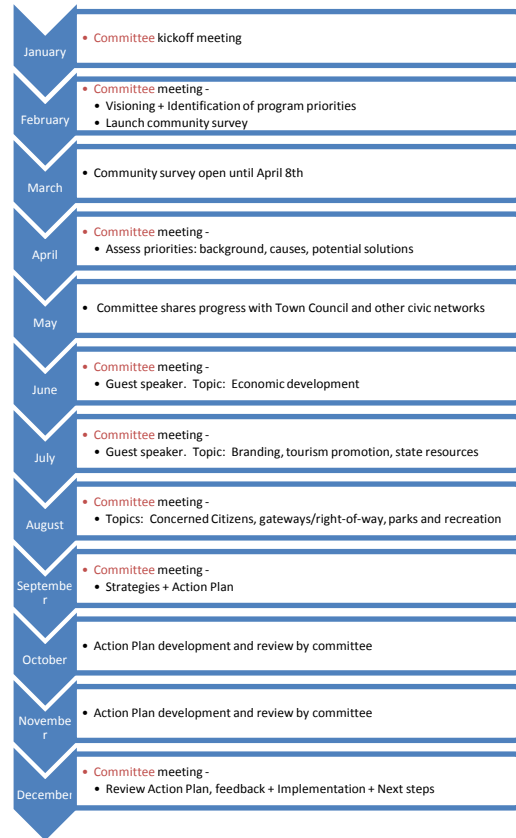 January
• Committee kickoff meeting
February
• Committee meeting -
• Visioning + Identification of program priorities
• Launch community survey
March
• Community survey open until April 8th
April
• Committee meeting -
• Assess priorities: background, causes, potential solutions
May
• Committee shares progress with Town Council and other civic networks
June
• Committee meeting -
• Guest speaker. Topic: Economic development
July
• Committee meeting -
• Guest speaker. Topic: Branding, tourism promotion, state resources
August
• Committee meeting -
• Topics: Concerned Citizens, gateways/right-of-way, parks and recreation
Septembe
r
• Committee meeting -
• Strategies + Action Plan
October
• Action Plan development and review by committee
Novembe
r
• Action Plan development and review by committee
December
• Committee meeting -
• Review Action Plan, feedback + Implementation + Next steps